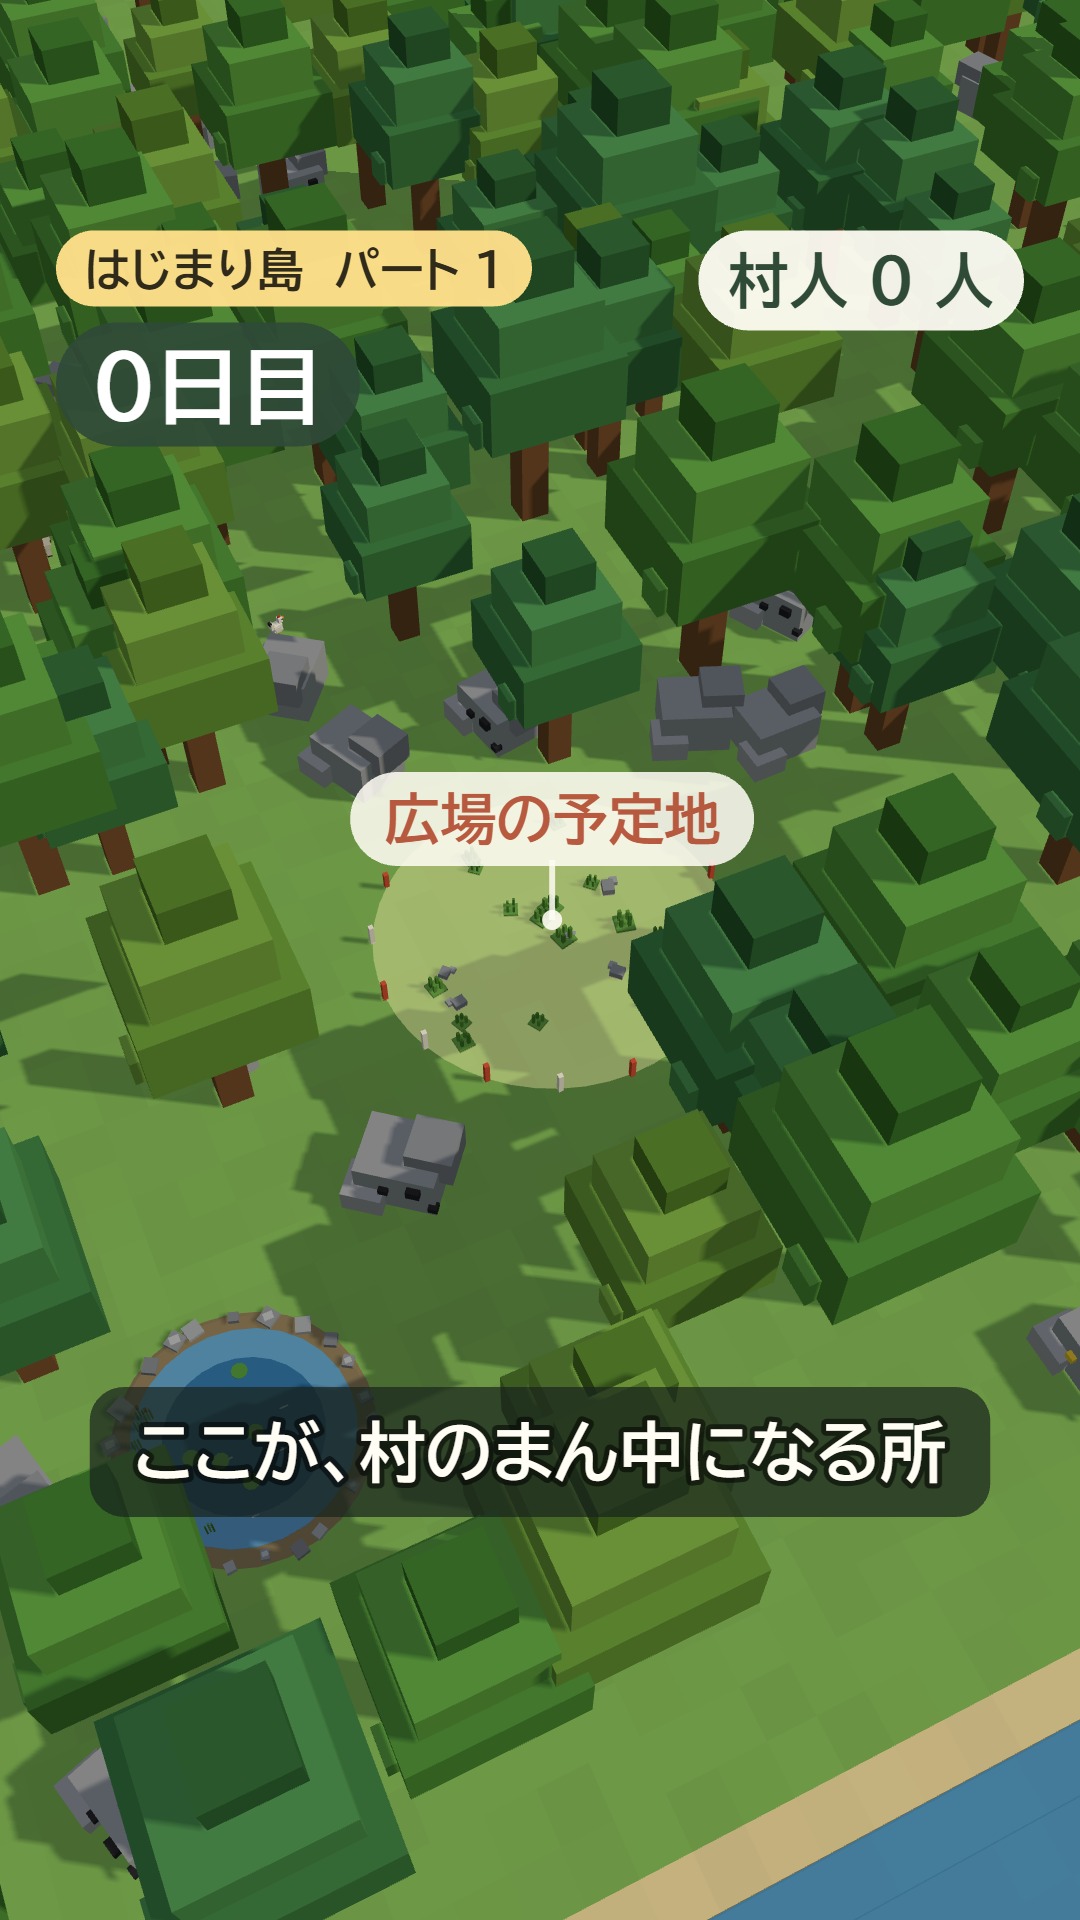 はじまり島 パート 1
村人 0 人
0日目
広場の予定地
ここが、村のまん中になる所